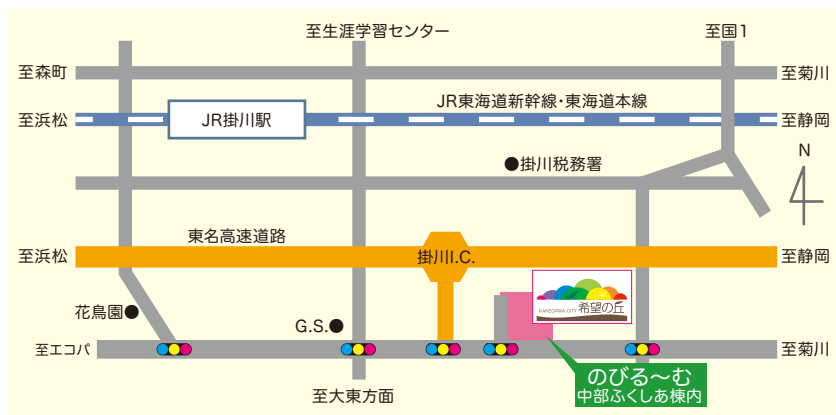 至生涯学習センター
至国1
至森町
至菊川
JR東海道新幹線・東海道本線
至浜松
JR掛川駅
至静岡
●掛川税務署
N
東名高速道路
至浜松
掛川I.C.
至静岡
花鳥園●
KAKEGAWA CITY 希望の丘
G.S.●
至エコパ
至菊川
のびる~む
中部ふくしあ棟内
至大東方面